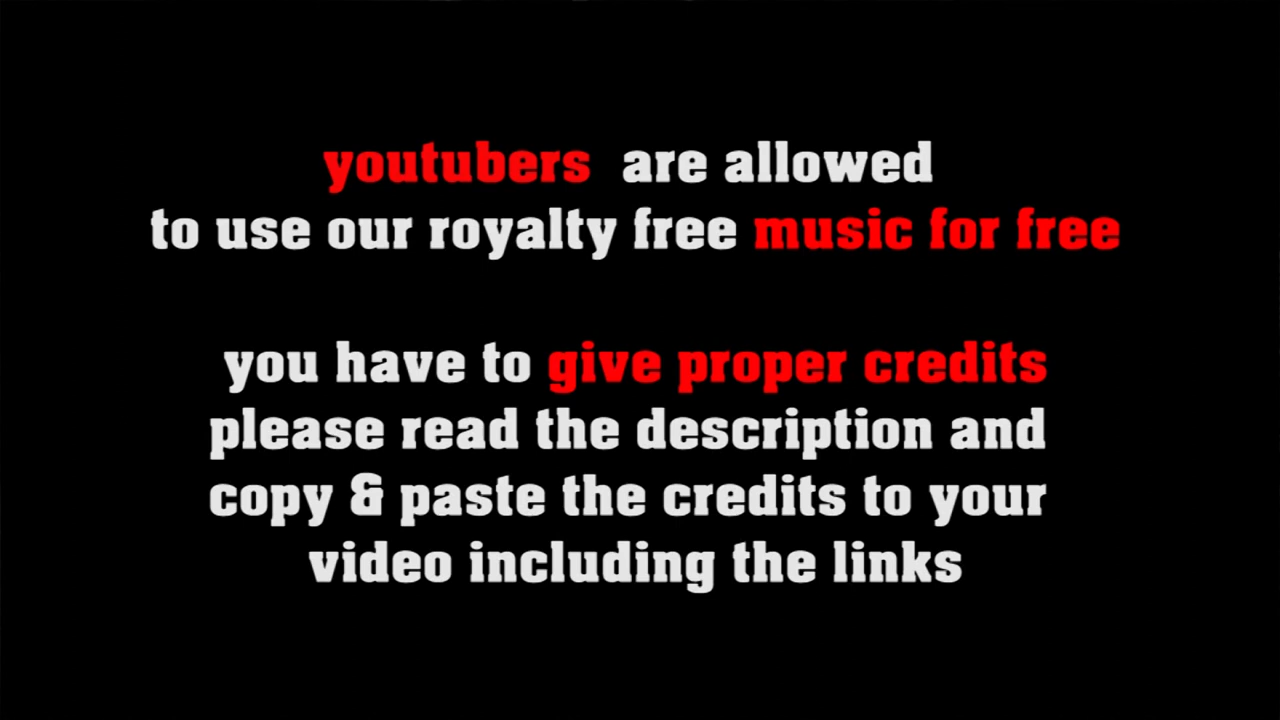 youtubers are allowed
to use our royalty free music for free
you have to give proper credits
please read the description and
copy & paste the credits to your
video including the links